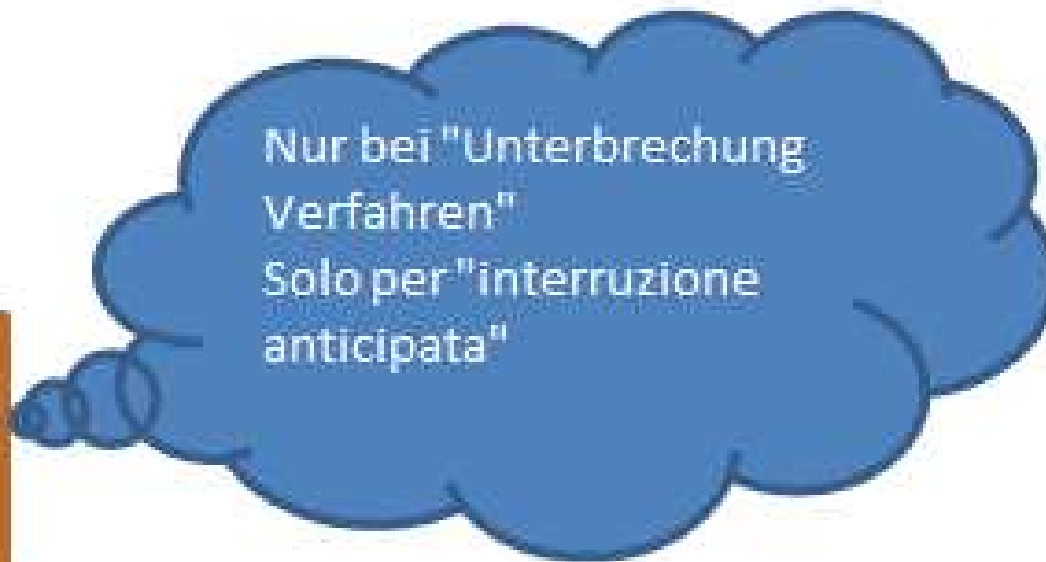 Nur bei "Unterbrechung
Verfahren"
Solo per "interruzione
anticipata"